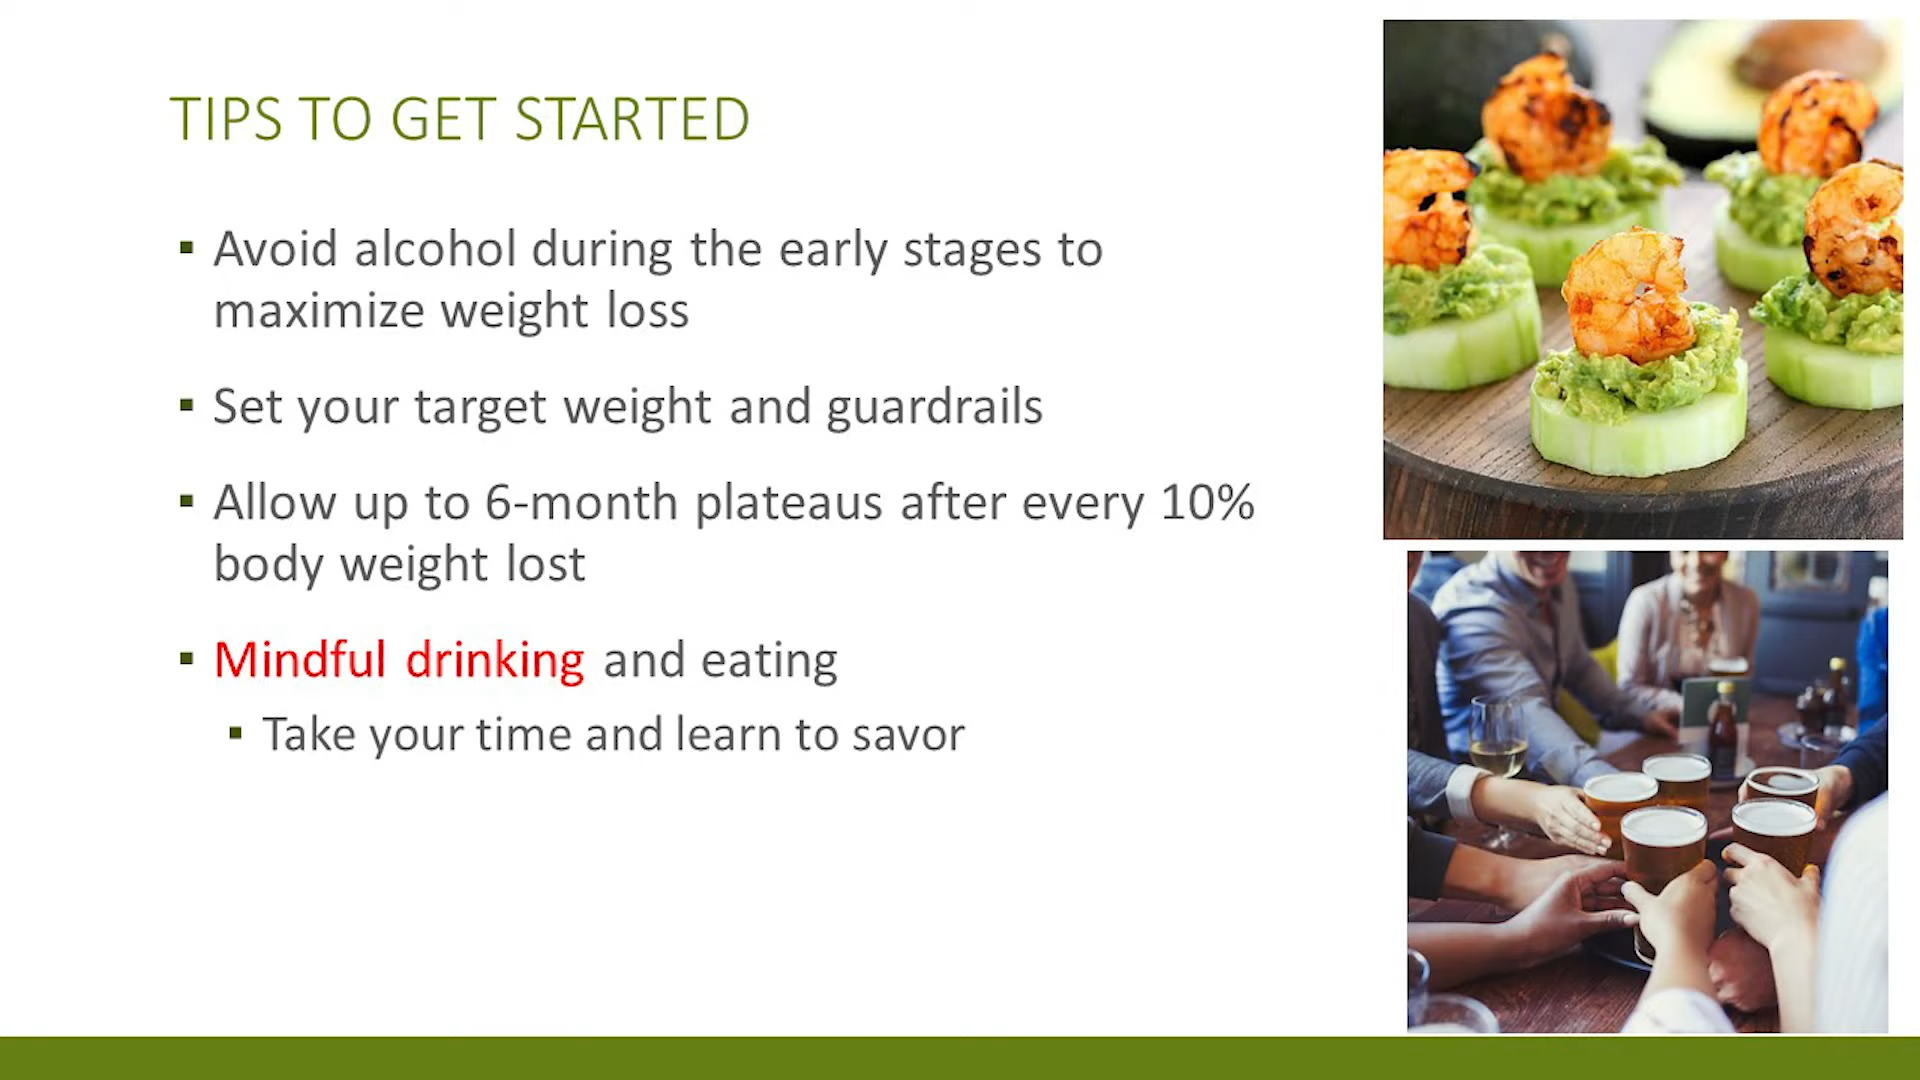 TIPS TO GET STARTED
▪ Avoid alcohol during the early stages to
maximize weight loss
▪ Set your target weight and guardrails
▪ Allow up to 6-month plateaus after every 10%
body weight lost
▪ Mindful drinking and eating
▪ Take your time and learn to savor